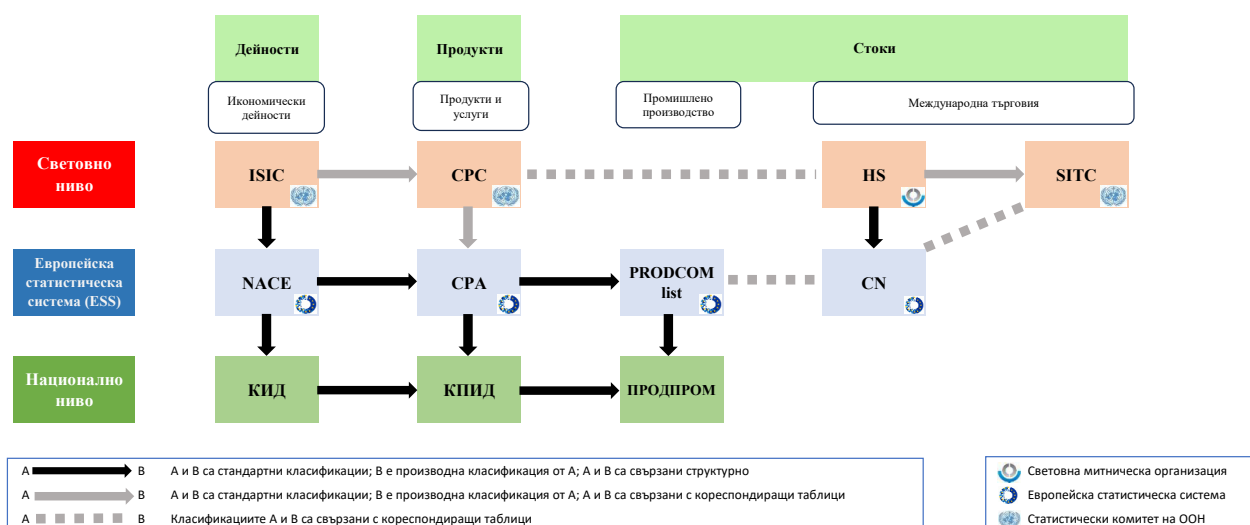 Дейности
Продукти
Стоки
Икономически
дейности
Продукти и
услуги
Промишлено
производство
Международна търговия
Световно
ниво
ISIC
CPC
HS
SITC
Европейска
статистическа
система (ESS)
NACE
CPA
PRODCOM
list
CN
Национално
ниво
КИД
КПИД
ПРОДПРОМ
A B А и В са стандартни класификации; В е производна класификация от А; А и В са свързани структурно
A B А и В са стандартни класификации; В е производна класификация от А; А и В са свързани с кореспондиращи таблици
A B Класификациите А и В са свързани с кореспондиращи таблици
Световна митническа организация
Европейска статистическа система
Статистически комитет на ООН